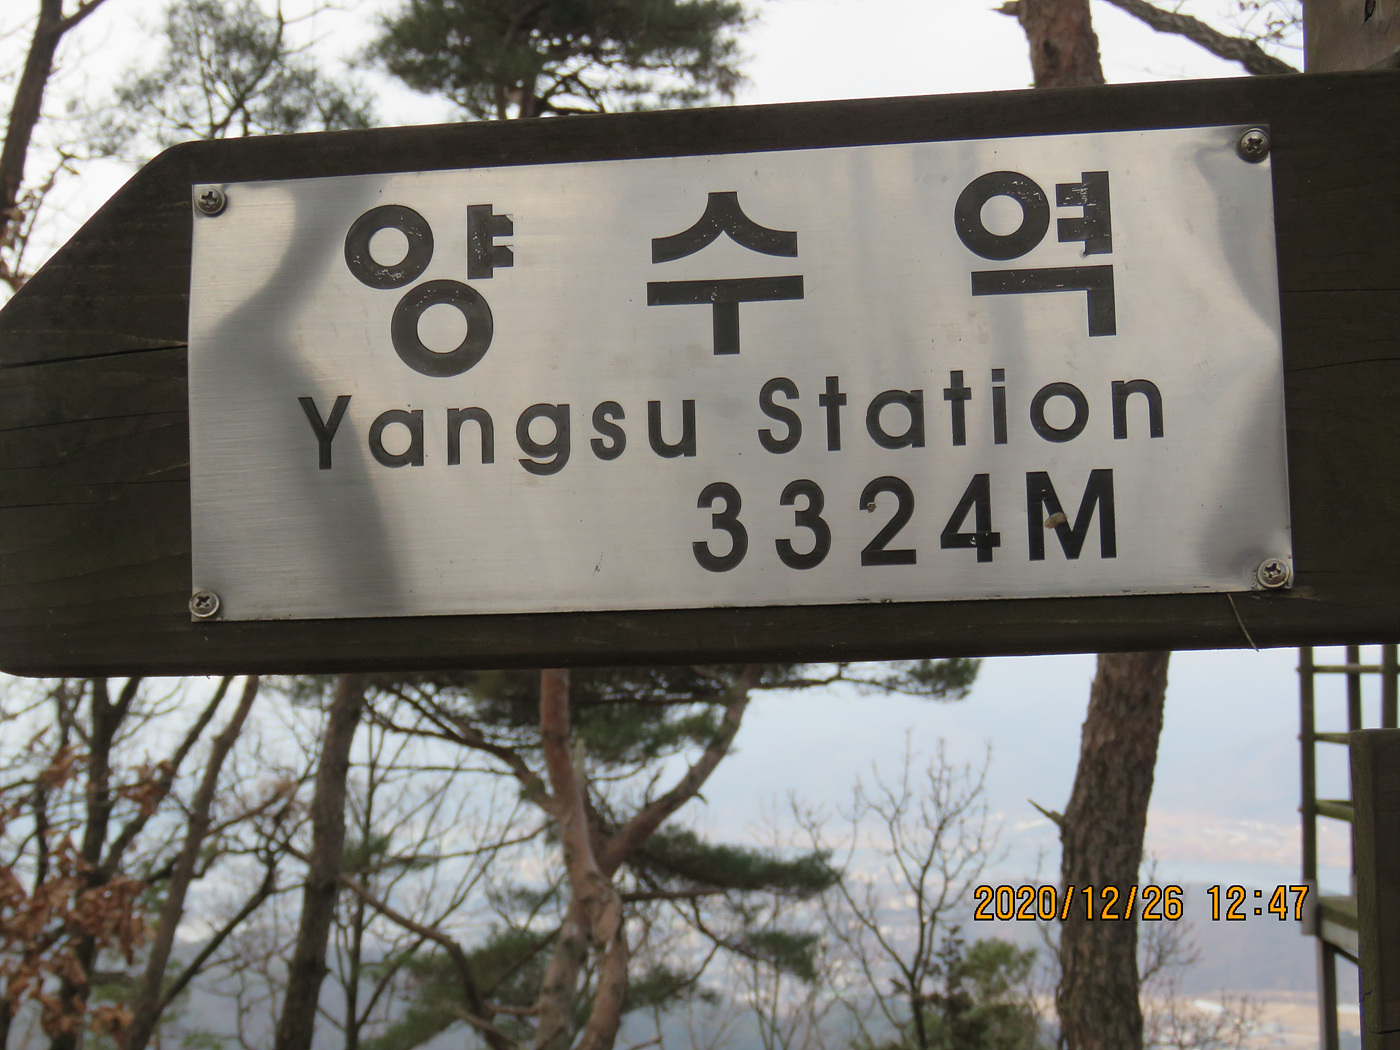 양수역
Yangsu Station
3324M
2020/12/26 12:47